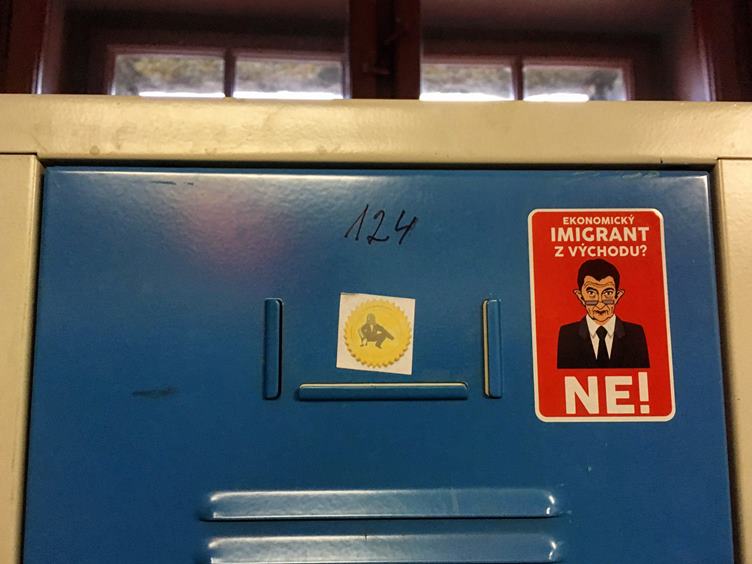 124
EKONOMICKÝ
IMIGRANT
Z VÝCHODU?
NE!